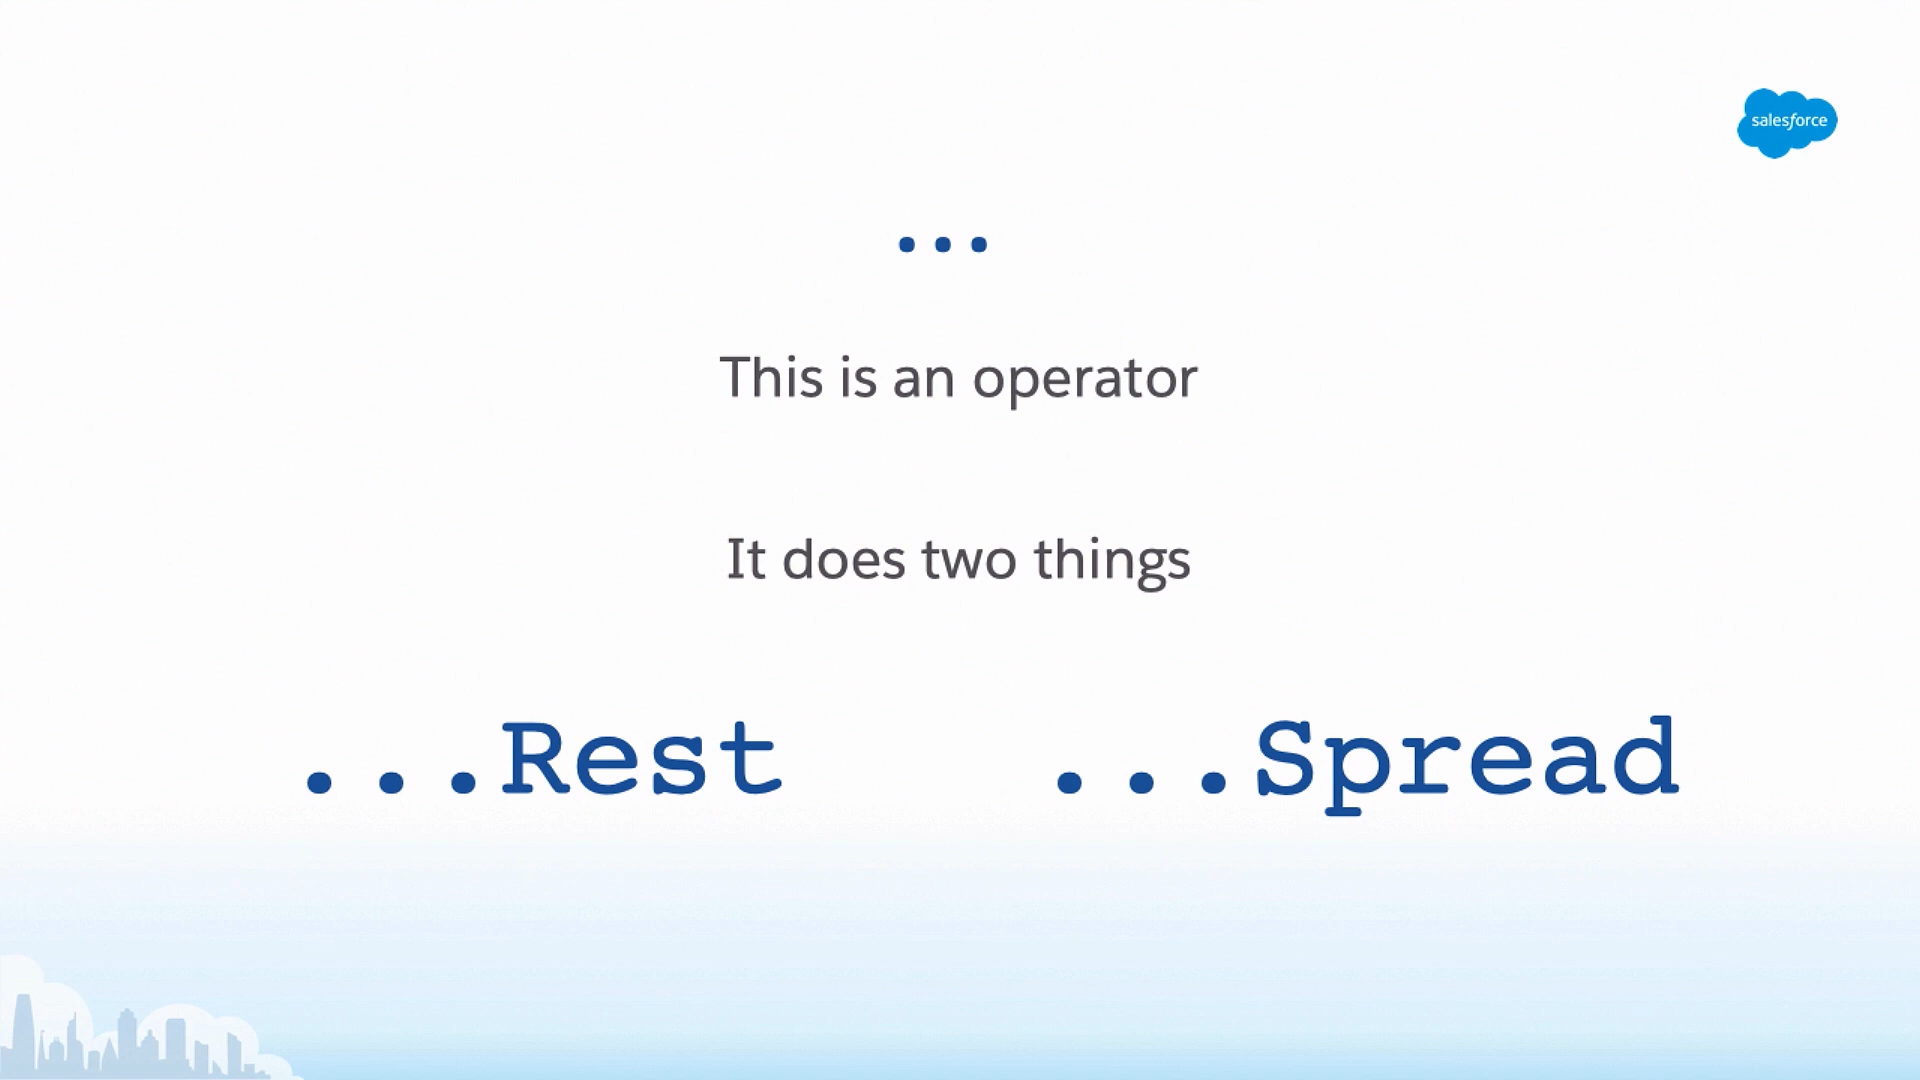 salesforce
...
This is an operator
It does two things
...Rest ...Spread